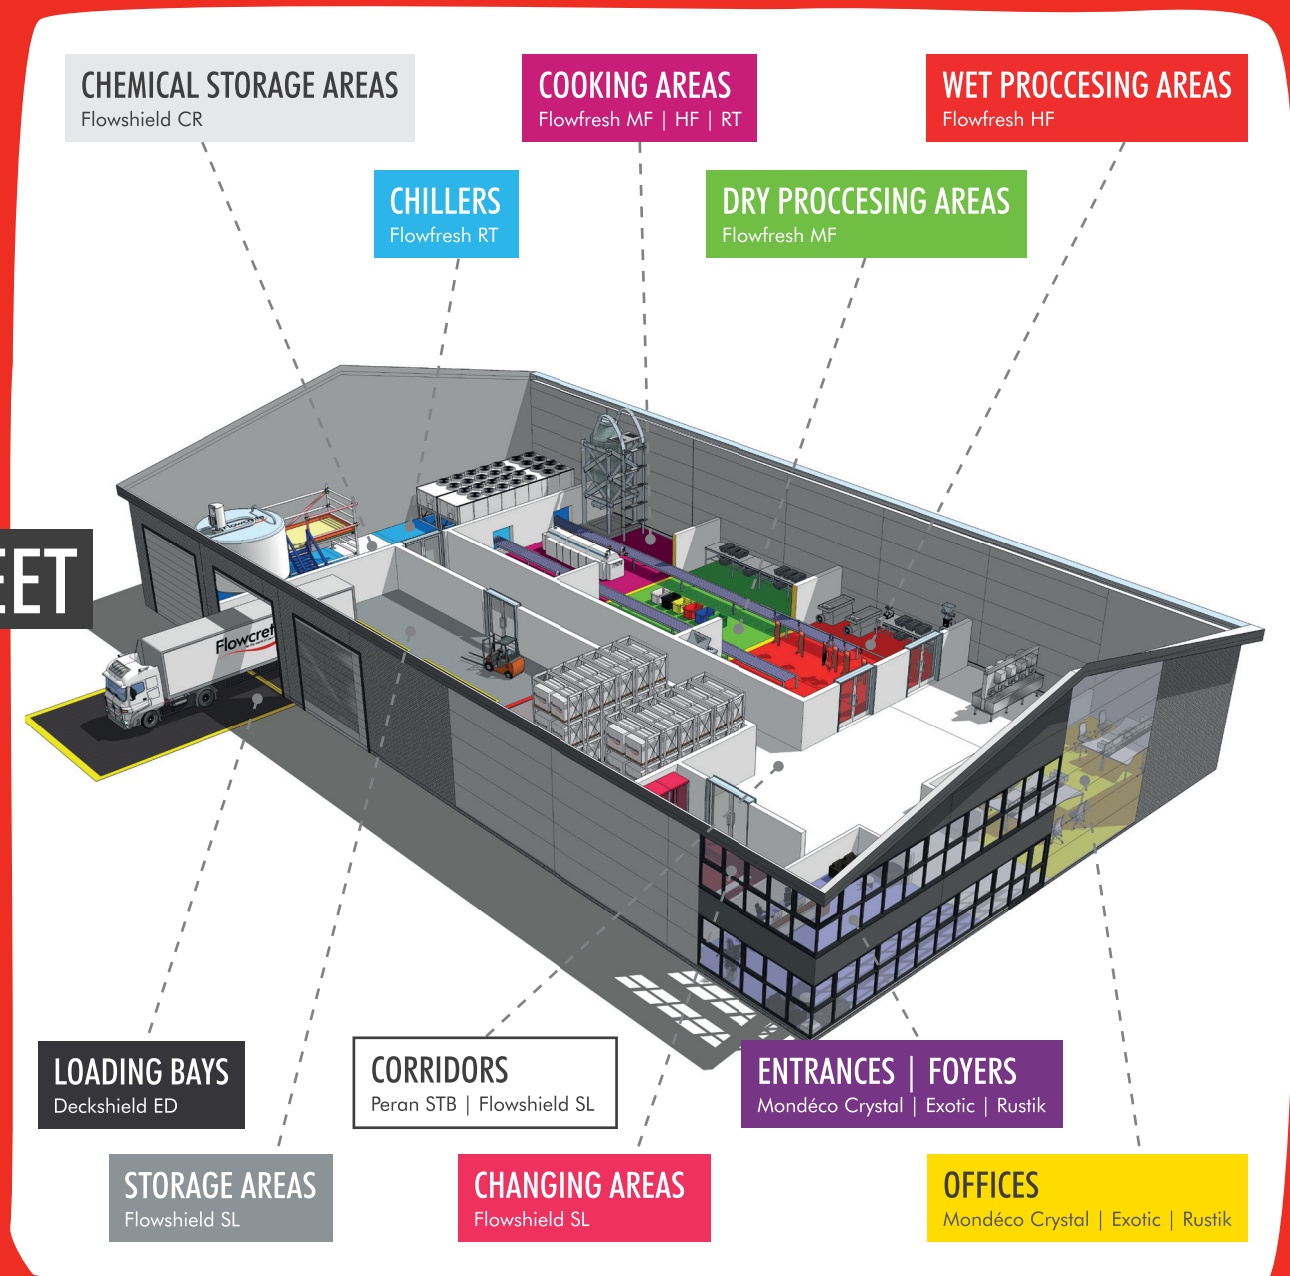 CHEMICAL STORAGE AREAS
Flowshield CR
COOKING AREAS
Flowfresh MF | HF | RT
WET PROCCESING AREAS
Flowfresh HF
CHILLERS
Flowfresh RT
DRY PROCCESING AREAS
Flowfresh MF
EET
Flowcret
LOADING BAYS
Deckshield ED
CORRIDORS
Peran STB | Flowshield SL
ENTRANCES | FOYERS
Mondéco Crystal | Exotic | Rustik
STORAGE AREAS
Flowshield SL
CHANGING AREAS
Flowshield SL
OFFICES
Mondéco Crystal | Exotic | Rustik